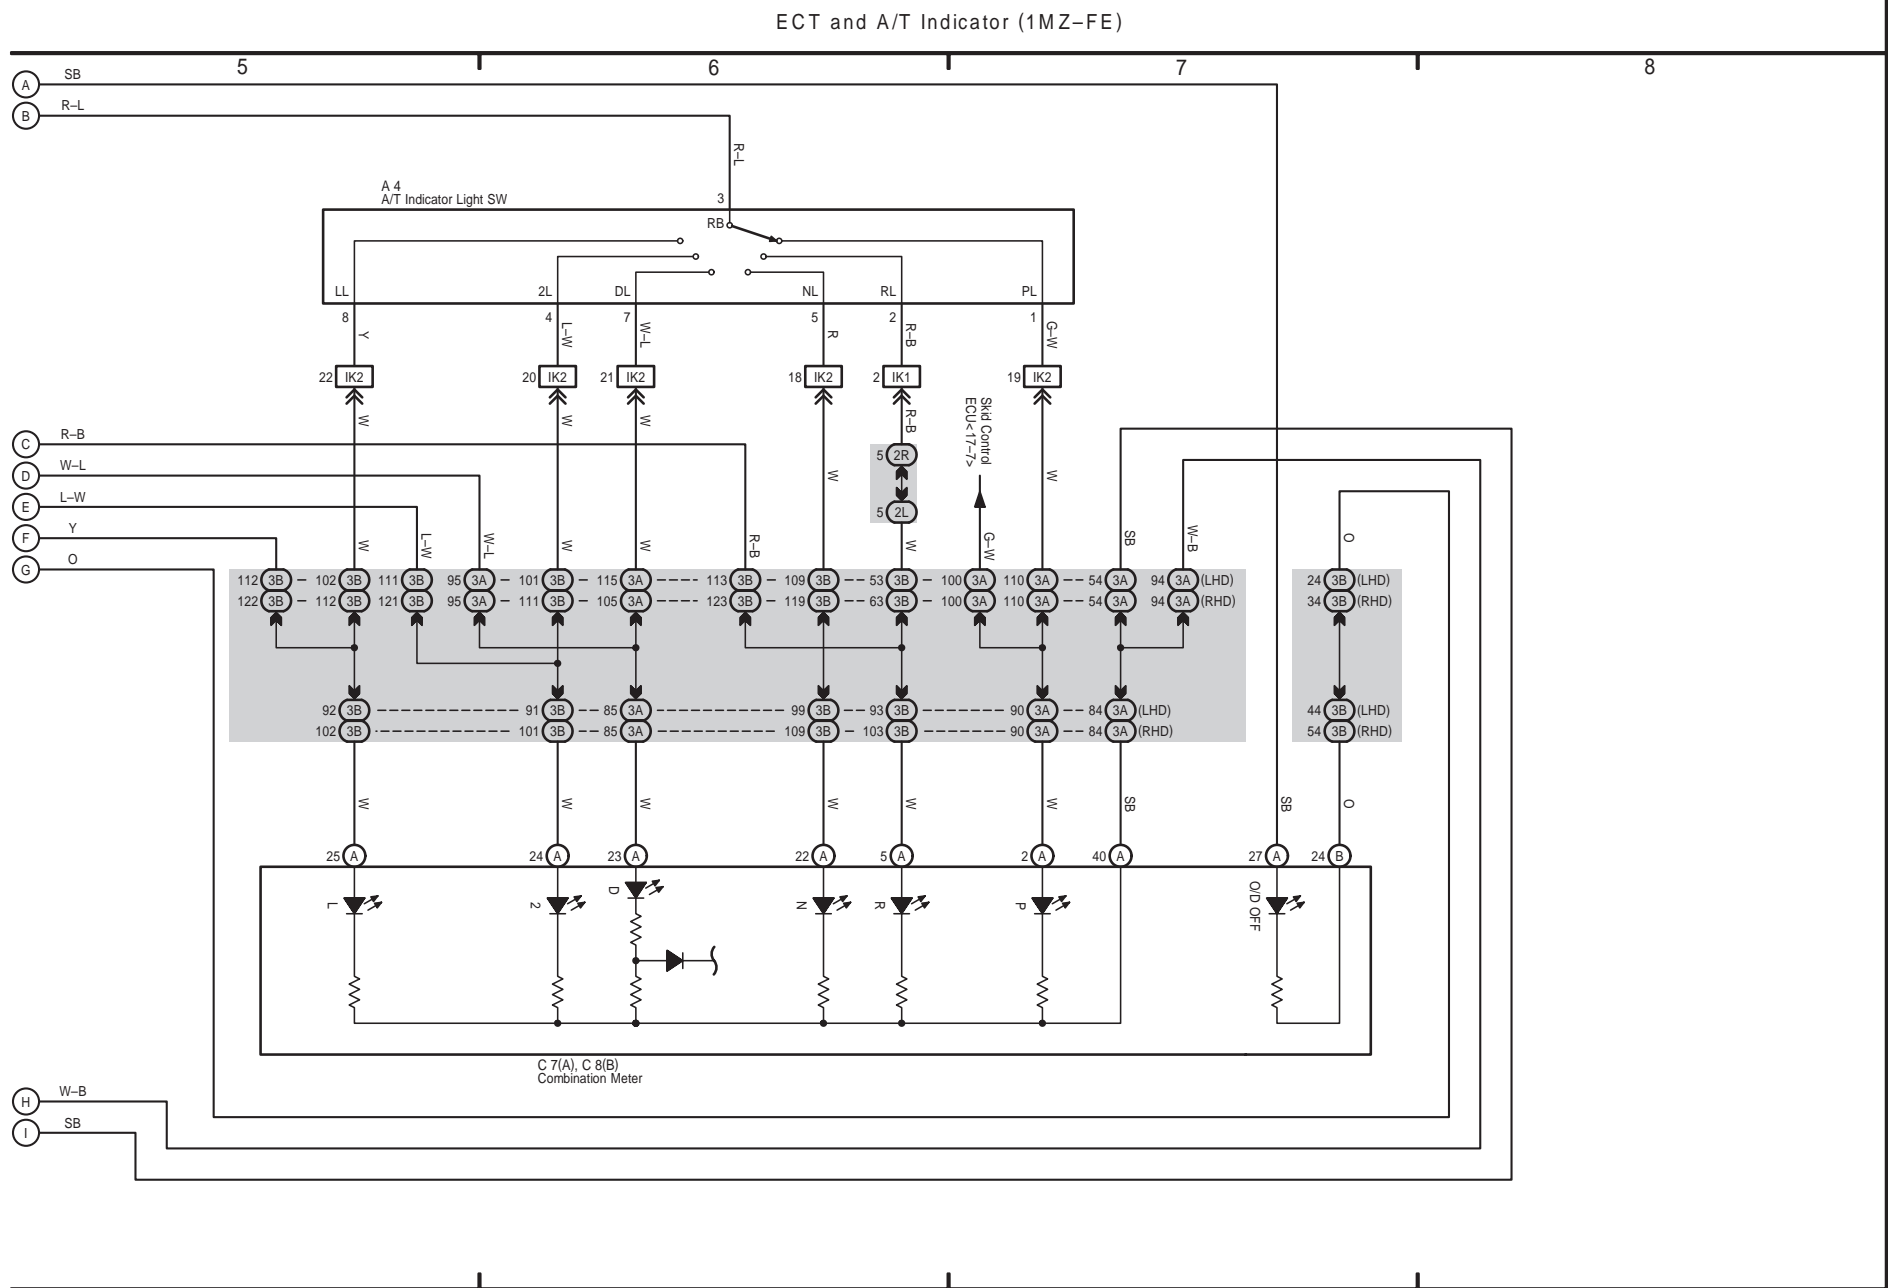 ECT and A/T Indicator (1MZ–FE)
5 6 7 8
A SB
B R–L
R–L
A 4
A/T Indicator Light SW
3
RB
LL 2L DL NL RL PL
8 4 7 5 2 1
Y L–W W–L R R–B G–W
22 IK2 20 IK2 21 IK2 18 IK2 2 IK1 19 IK2
W W W R–B
Skid Control
ECU<17–7>
C R–B
5 2R
D W–L
W W
E L–W
5 2L
F Y
W L–W W–L W W R–B W G–W SB W–B O
G O
112 3B 102 3B 111 3B 95 3A 101 3B 115 3A 113 3B 109 3B 53 3B 100 3A 110 3A 54 3A 94 3A (LHD) 24 3B (LHD)
122 3B 112 3B 121 3B 95 3A 111 3B 105 3A 123 3B 119 3B 63 3B 100 3A 110 3A 54 3A 94 3A (RHD) 34 3B (RHD)
92 3B 91 3B 85 3A 99 3B 93 3B 90 3A 84 3A (LHD) 44 3B (LHD)
102 3B 101 3B 85 3A 109 3B 103 3B 90 3A 84 3A (RHD) 54 3B (RHD)
W W W W W W SB SB O
25 A 24 A 23 A 22 A 5 A 2 A 40 A 27 A 24 B
L 2 D N R P O/D OFF
C 7(A), C 8(B)
Combination Meter
H W–B
I SB